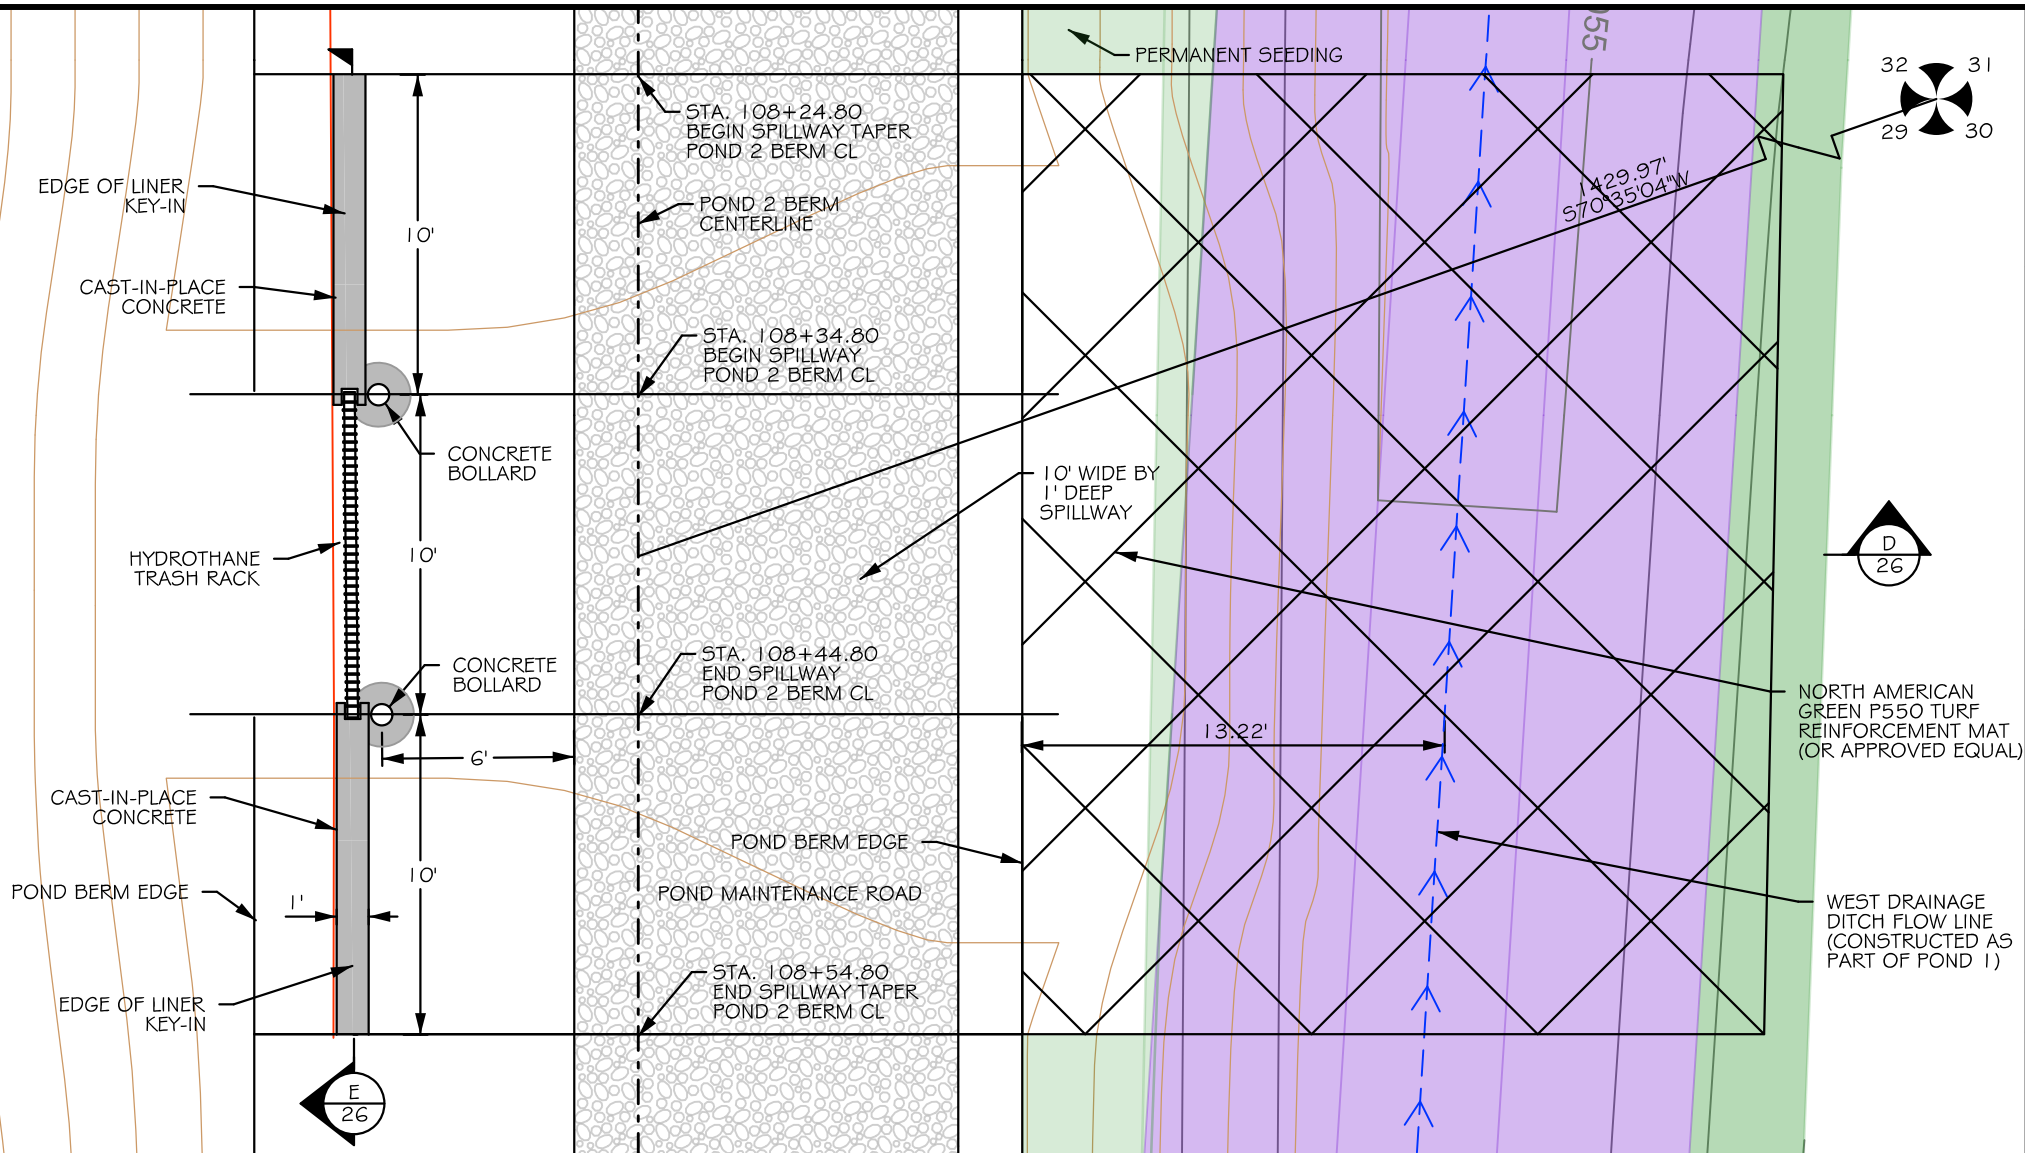 PERMANENT SEEDING
055
32
31
29
30
STA. 108+24.80
BEGIN SPILLWAY TAPER
POND 2 BERM CL
1429.97'
S70°35'04"W
EDGE OF LINER
KEY-IN
POND 2 BERM
CENTERLINE
10'
CAST-IN-PLACE
CONCRETE
STA. 108+34.80
BEGIN SPILLWAY
POND 2 BERM CL
CONCRETE
BOLLARD
10' WIDE BY
1' DEEP
SPILLWAY
HYDROTHANE
TRASH RACK
10'
D
26
STA. 108+44.80
END SPILLWAY
POND 2 BERM CL
CONCRETE
BOLLARD
NORTH AMERICAN
GREEN P550 TURF
REINFORCEMENT MAT
(OR APPROVED EQUAL)
13.22'
6'
CAST-IN-PLACE
CONCRETE
POND BERM EDGE
10'
POND BERM EDGE
1'
POND MAINTENANCE ROAD
WEST DRAINAGE
DITCH FLOW LINE
(CONSTRUCTED AS
PART OF POND 1)
STA. 108+54.80
END SPILLWAY TAPER
POND 2 BERM CL
EDGE OF LINER
KEY-IN
E
26